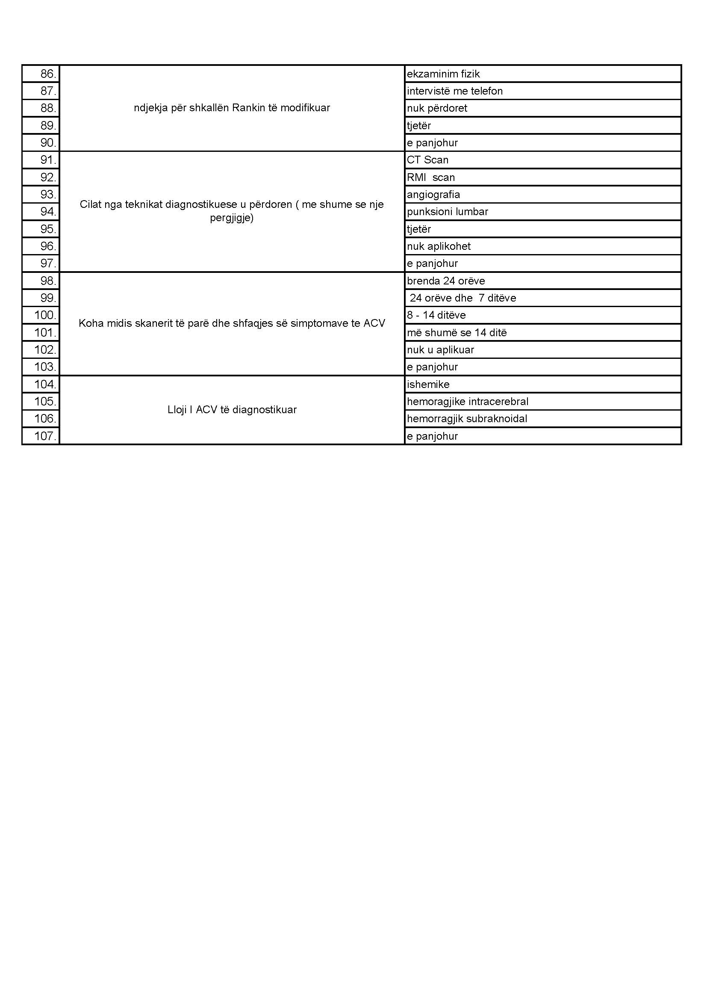 86. ekzaminim fizik
87. intervistë me telefon
88. ndjekja për shkallën Rankin të modifikuar nuk përdoret
89. tjetër
90. e panjohur
91. CT Scan
92. RMI  scan
93. angiografia
Cilat nga teknikat diagnostikuese u përdoren ( me shume se nje
94. punksioni lumbar
pergjigje)
95. tjetër
96. nuk aplikohet
97. e panjohur
98. brenda 24 orëve
99. 24 orëve dhe  7 ditëve
100. 8 - 14 ditëve
Koha midis skanerit të parë dhe shfaqjes së simptomave te ACV
101. më shumë se 14 ditë
102. nuk u aplikuar
103. e panjohur
104. ishemike
105. hemoragjike intracerebral
Lloji I ACV të diagnostikuar
106. hemorragjik subraknoidal
107. e panjohur